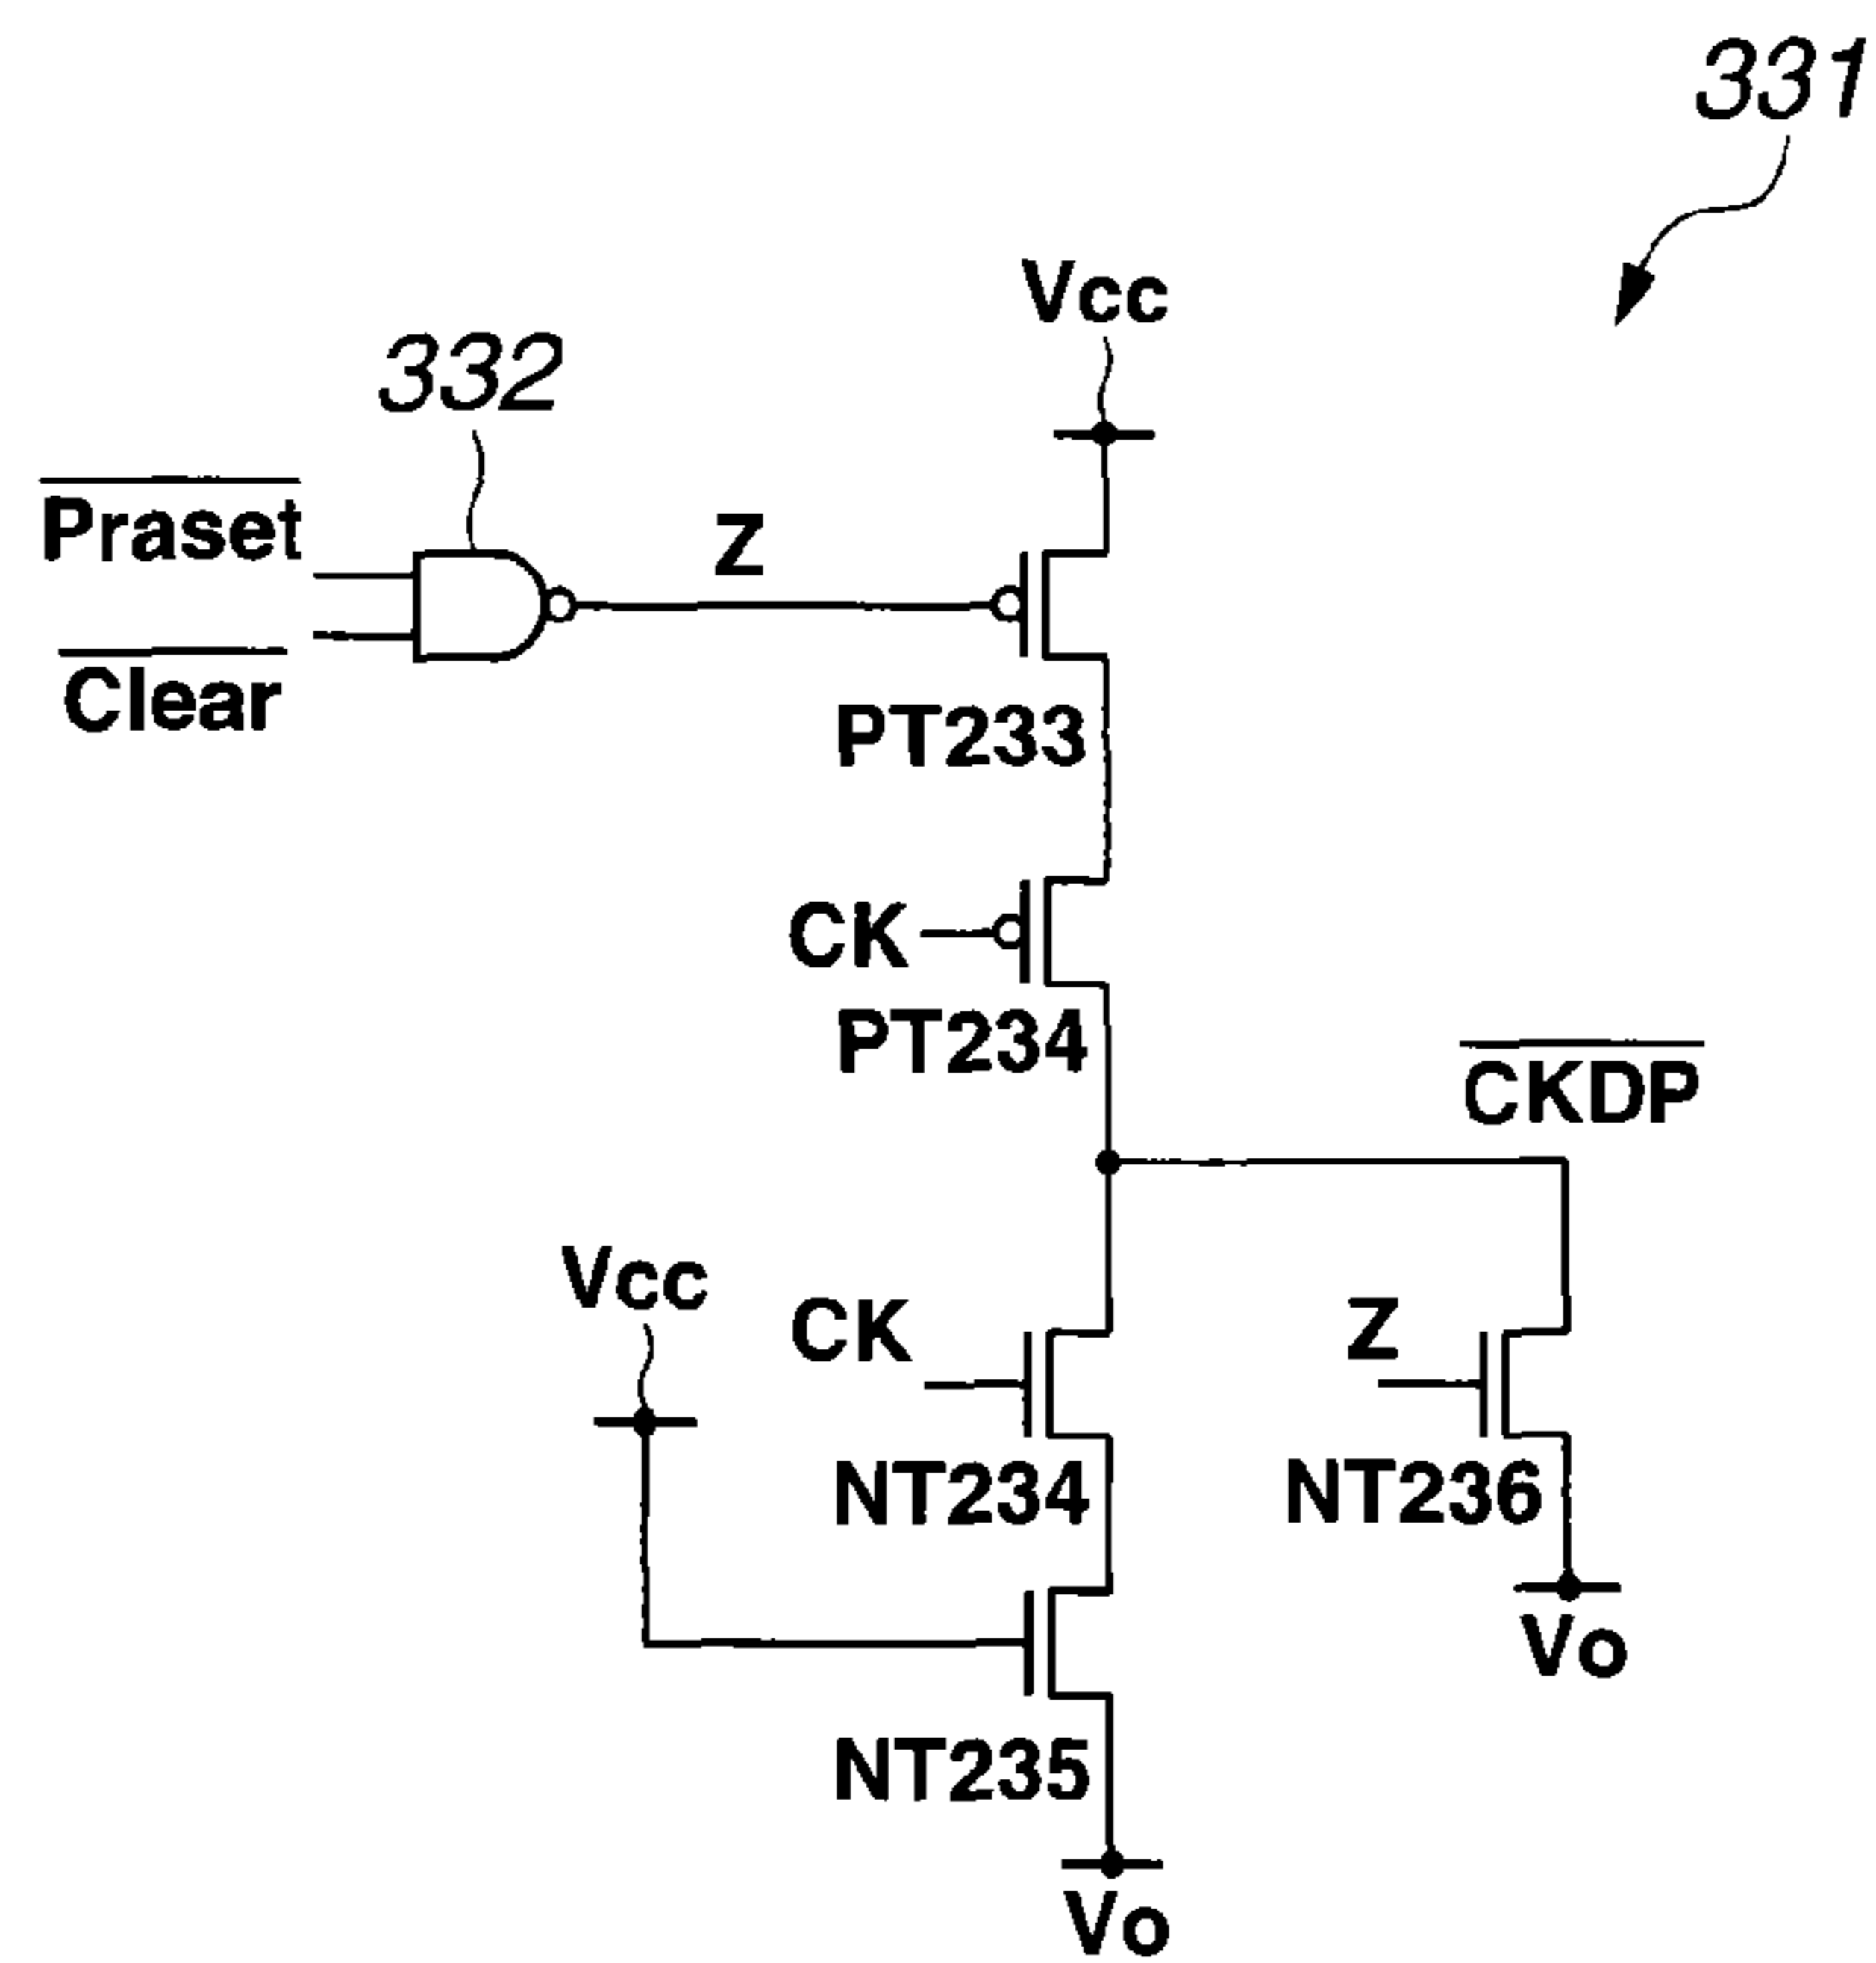 331
Vcc
332
Praset
Z
Clear
PT233
CK
PT234
CKDP
Vcc
CK
Z
NT234
NT236
Vo
NT235
Vo